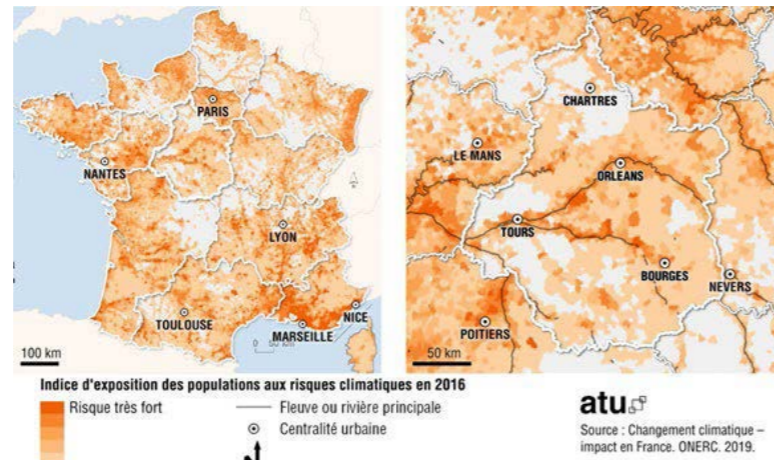 PARIS
NANTES
LYON
TOULOUSE
NICE
MARSEILLE
100 km
CHARTRES
LE MANS
ORLÉANS
TOURS
BOURGES
NEVERS
POITIERS
50 km
Indice d'exposition des populations aux risques climatiques en 2016
Risque très fort
Fleuve ou rivière principale
Centralité urbaine
atu
Source : Changement climatique –
impact en France. ONERC. 2019.